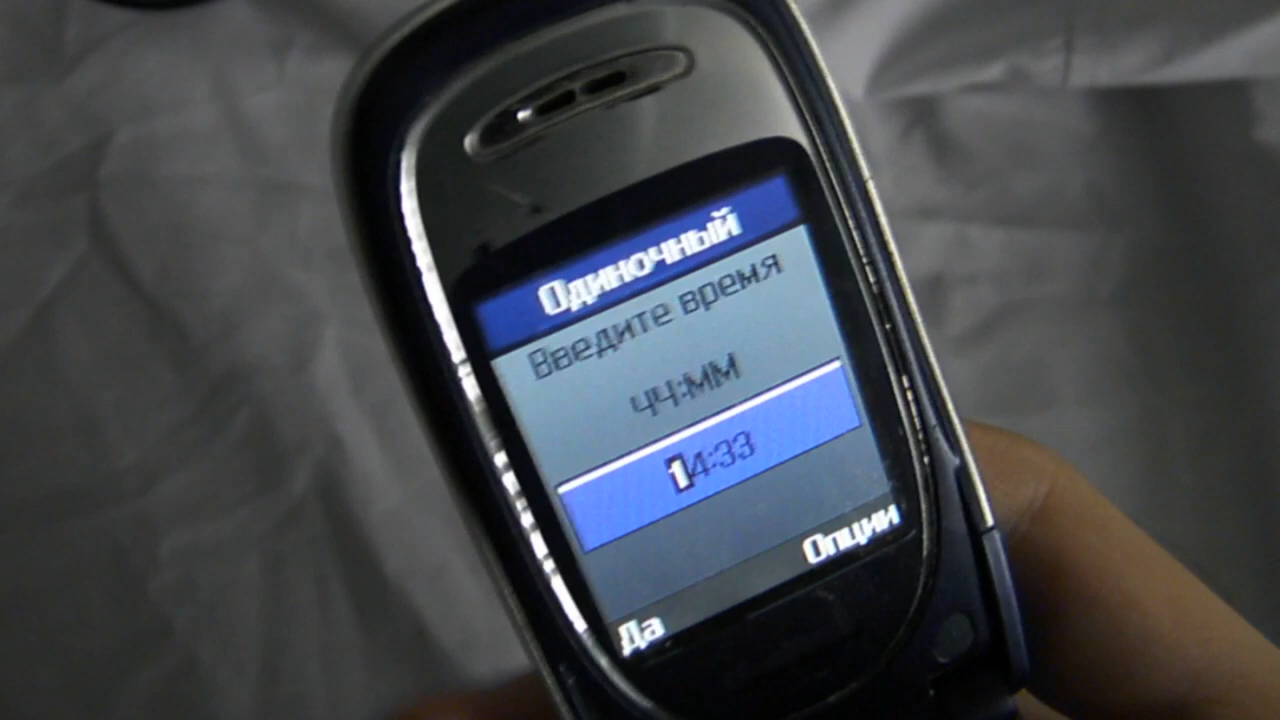 Одиночный
Введите время
чч:мм
14:33
Опции
Да